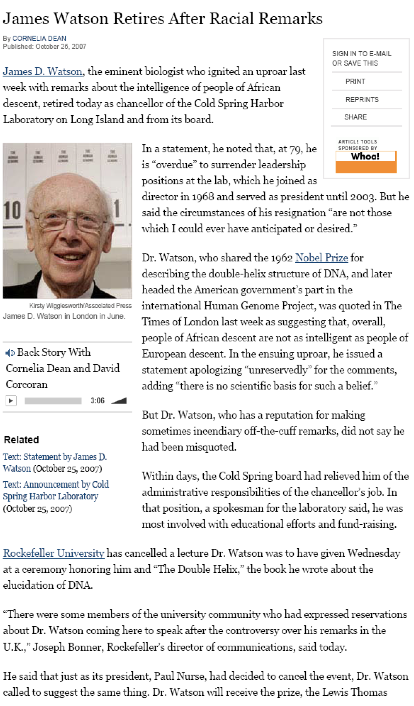 James Watson Retires After Racial Remarks
By CORNELIA DEAN
Published: October 26, 2007
SIGN IN TO E-MAIL
OR SAVE THIS
PRINT
REPRINTS
SHARE
ARTICLE TOOLS
SPONSORED BY
Whoo!
James D. Watson, the eminent biologist who ignited an uproar last
week with remarks about the intelligence of people of African
descent, retired today as chancellor of the Cold Spring Harbor
Laboratory on Long Island and from its board.
10
Kirsty Wigglesworth/Associated Press
James D. Watson in London in June.
Back Story With
Cornelia Dean and David
Corcoran
3:06
Related
Text: Statement by James D.
Watson (October 25, 2007)
Text: Announcement by Cold
Spring Harbor Laboratory
(October 25, 2007)
In a statement, he noted that, at 79, he
is “overdue” to surrender leadership
positions at the lab, which he joined as
director in 1968 and served as president until 2003. But he
said the circumstances of his resignation “are not those
which I could ever have anticipated or desired.”
Dr. Watson, who shared the 1962 Nobel Prize for
describing the double-helix structure of DNA, and later
headed the American government’s part in the
international Human Genome Project, was quoted in The
Times of London last week as suggesting that, overall,
people of African descent are not as intelligent as people of
European descent. In the ensuing uproar, he issued a
statement apologizing “unreservedly” for the comments,
adding “there is no scientific basis for such a belief.”
But Dr. Watson, who has a reputation for making
sometimes incendiary off-the-cuff remarks, did not say he
had been misquoted.
Within days, the Cold Spring board had relieved him of the
administrative responsibilities of the chancellor’s job. In
that position, a spokesman for the laboratory said, he was
most involved with educational efforts and fund-raising.
Rockefeller University has cancelled a lecture Dr. Watson was to have given Wednesday
at a ceremony honoring him and “The Double Helix,” the book he wrote about the
elucidation of DNA.
“There were some members of the university community who had expressed reservations
about Dr. Watson coming here to speak after the controversy over his remarks in the
U.K.,” Joseph Bonner, Rockefeller’s director of communications, said today.
He said that just as its president, Paul Nurse, had decided to cancel the event, Dr. Watson
called to suggest the same thing. Dr. Watson will receive the prize, the Lewis Thomas